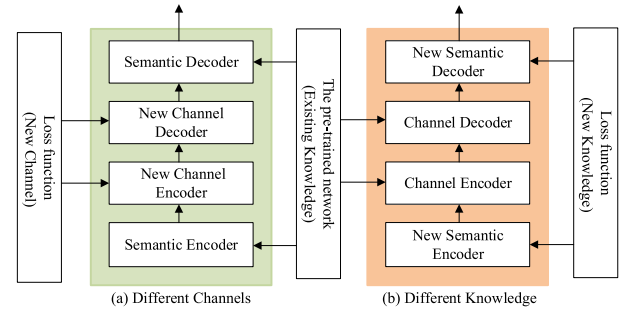 Loss function
(New Channel)
Semantic Decoder
New Channel
Decoder
New Channel
Encoder
Semantic Encoder
(a) Different Channels
The pre-trained network
(Existing Knowledge)
New Semantic
Decoder
Channel Decoder
Channel Encoder
New Semantic
Encoder
(b) Different Knowledge
Loss function
(New Knowledge)